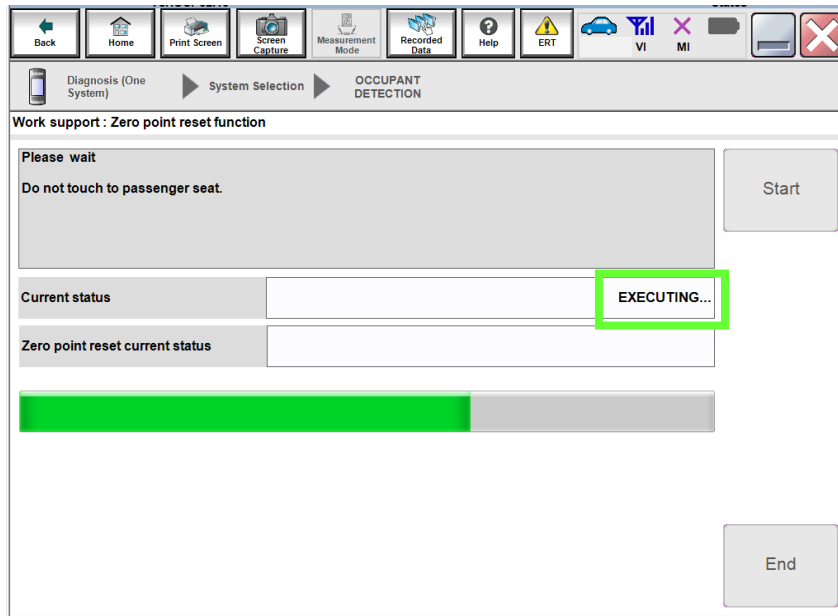 Back
Home
Print Screen
Screen
Capture
Measurement
Mode
Recorded
Data
Help
ERT
VI
MI
Diagnosis (One
System)
System Selection
OCCUPANT
DETECTION
Work support : Zero point reset function
Please wait
Do not touch to passenger seat.
Start
Current status
EXECUTING...
Zero point reset current status
End